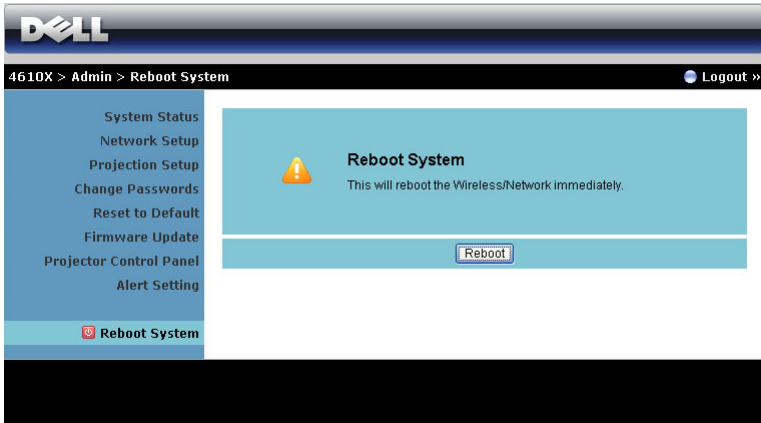 DELL
4610X > Admin > Reboot System
Logout »
System Status
Network Setup
Projection Setup
Change Passwords
Reset to Default
Firmware Update
Projector Control Panel
Alert Setting
Reboot System
Reboot System
This will reboot the Wireless/Network immediately.
Reboot